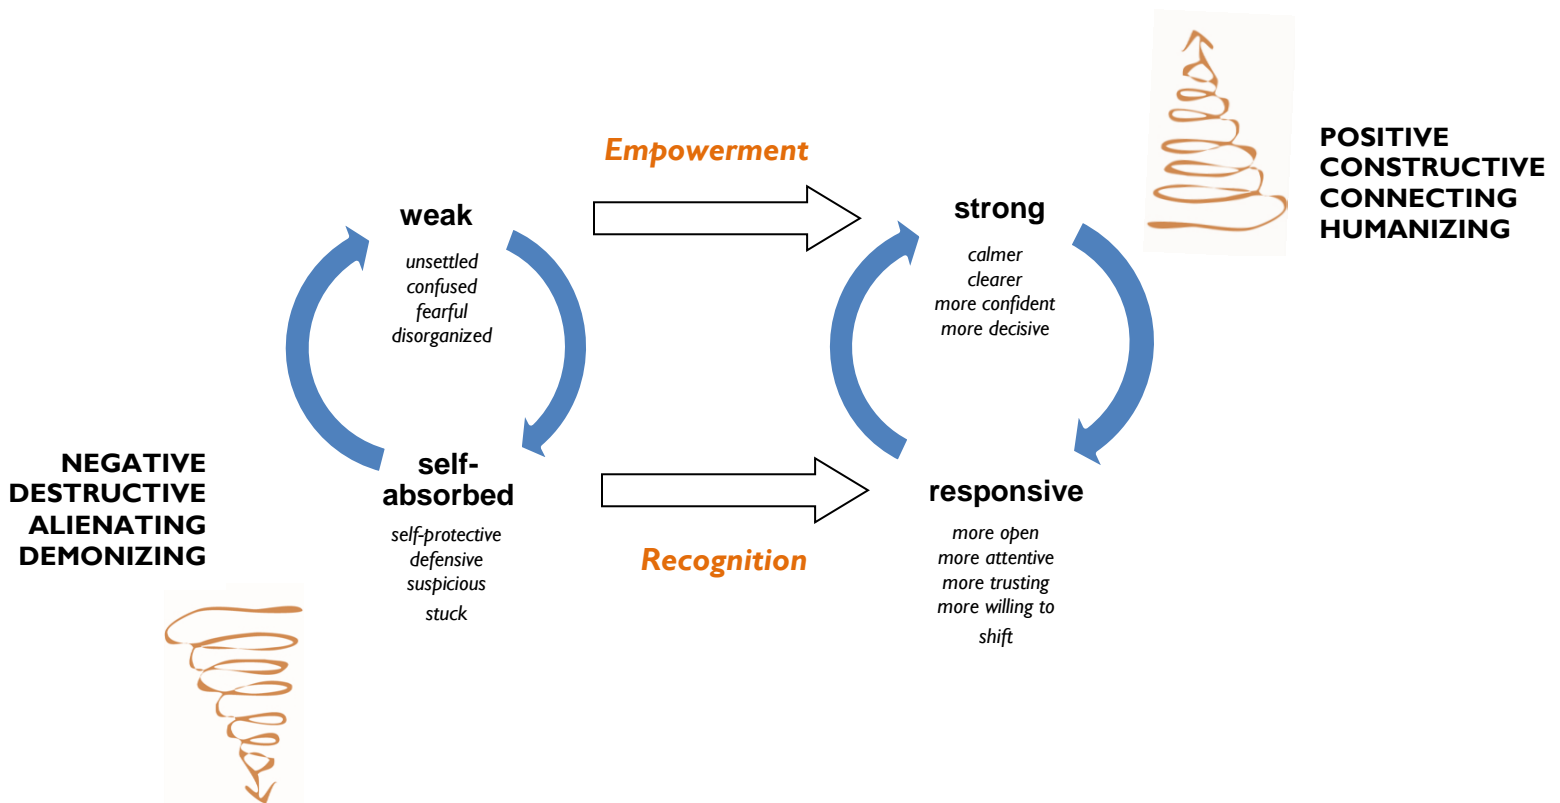 Empowerment
POSITIVE
CONSTRUCTIVE
CONNECTING
HUMANIZING
weak
unsettled
confused
fearful
disorganized
strong
calmer
clearer
more confident
more decisive
NEGATIVE
DESTRUCTIVE
ALIENATING
DEMONIZING
self-
absorbed
self-protective
defensive
suspicious
stuck
Recognition
responsive
more open
more attentive
more trusting
more willing to
shift